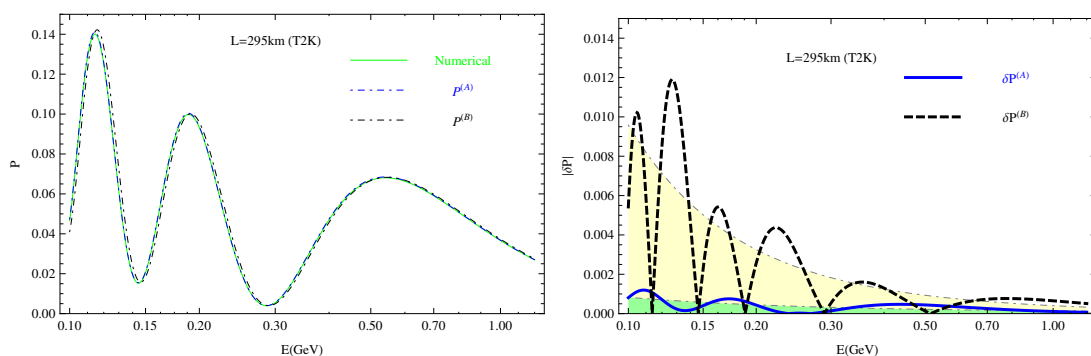 L=295km (T2K)
Numerical
P(A)
P(B)
0.14
0.12
0.10
0.08
0.06
0.04
0.02
0.00
P
0.10 0.15 0.20 0.30 0.50 0.70 1.00
E(GeV)
L=295km (T2K)
δP(A)
δP(B)
0.014
0.012
0.010
0.008
0.006
0.004
0.002
0.000
|δP|
0.10 0.15 0.20 0.30 0.50 0.70 1.00
E(GeV)